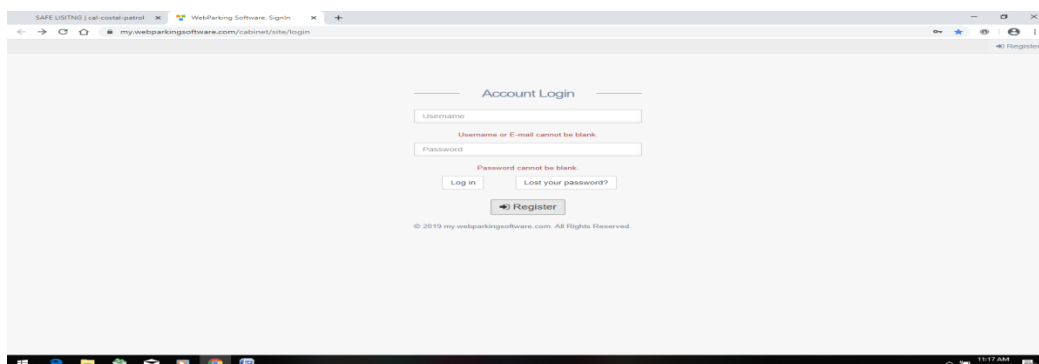 SAFE LISITNG | cal-costal-patrol
WebParking Software. SignIn
my.webparkingsoftware.com/cabinet/site/login
Register
Account Login
Username
Username or E-mail cannot be blank.
Password
Password cannot be blank.
Log in
Lost your password?
Register
© 2019 my.webparkingsoftware.com. All Rights Reserved.
11:17 AM